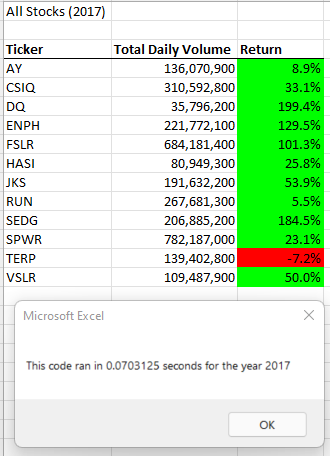 All Stocks (2017)
Ticker Total Daily Volume Return
AY 136,070,900 8.9%
CSIQ 310,592,800 33.1%
DQ 35,796,200 199.4%
ENPH 221,772,100 129.5%
FSLR 684,181,400 101.3%
HASI 80,949,300 25.8%
JKS 191,632,200 53.9%
RUN 267,681,300 5.5%
SEDG 206,885,200 184.5%
SPWR 782,187,000 23.1%
TERP 139,402,800 -7.2%
VSLR 109,487,900 50.0%
Microsoft Excel
This code ran in 0.0703125 seconds for the year 2017
OK